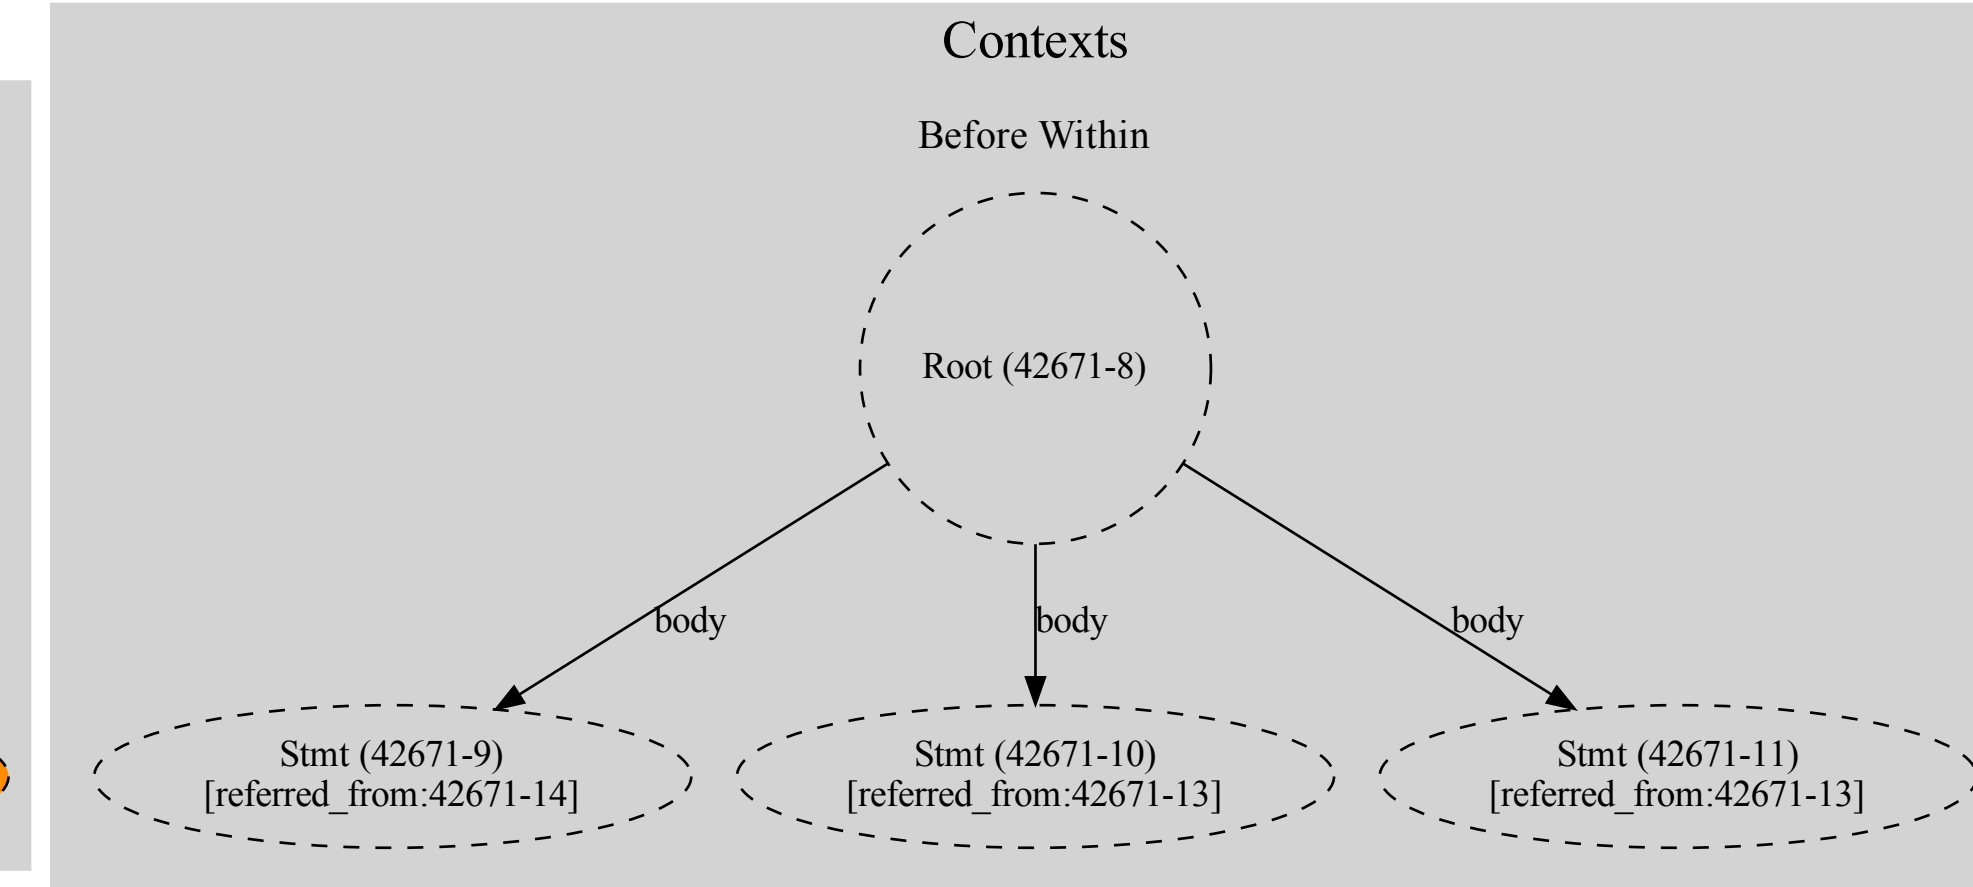 Contexts
Before Within
Root (42671-8)
body
body
body
Stmt (42671-9)
[referred_from:42671-14]
Stmt (42671-10)
[referred_from:42671-13]
Stmt (42671-11)
[referred_from:42671-13]